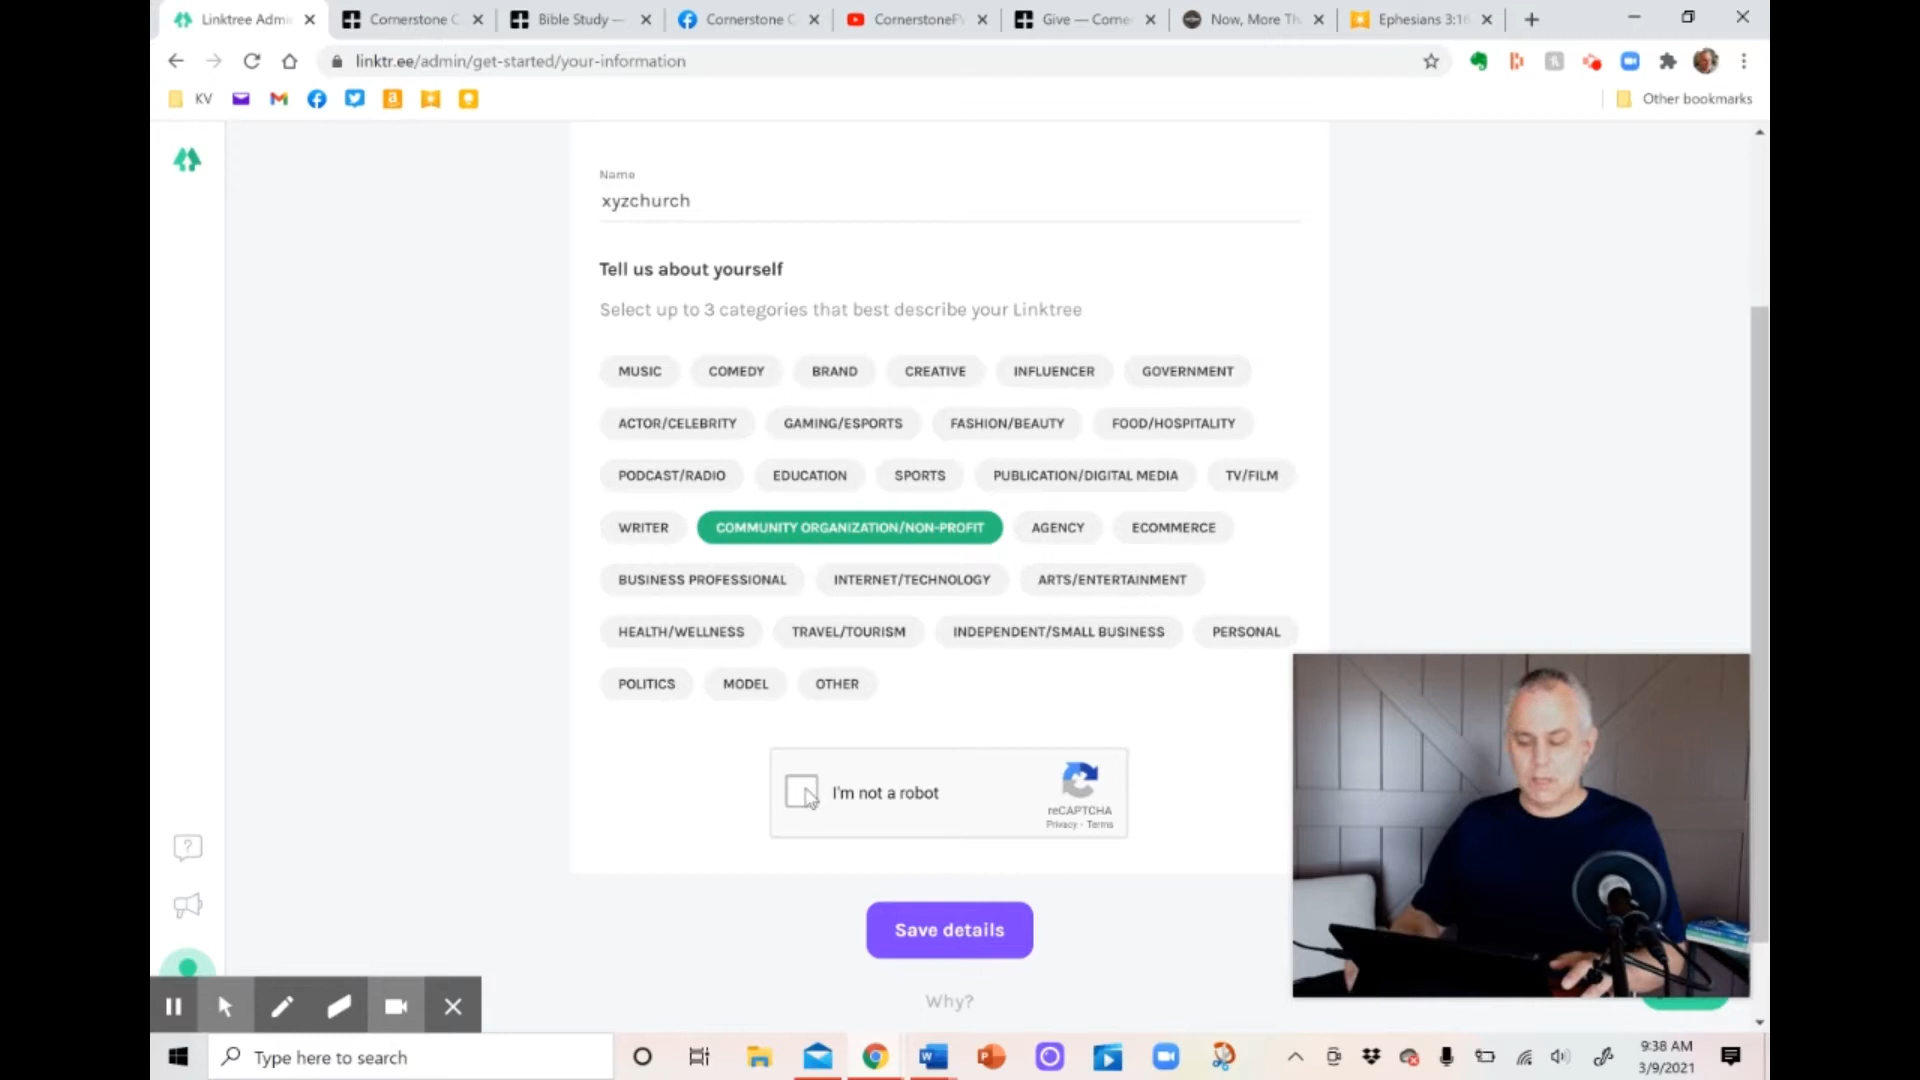 Linktree Admi
Cornerstone C
Bible Study —
Cornerstone C
CornerstoneFV
Give — Corne
Now, More Th
Ephesians 3:16
linktr.ee/admin/get-started/your-information
KV
Other bookmarks
Name
xyzchurch
Tell us about yourself
Select up to 3 categories that best describe your Linktree
MUSIC COMEDY BRAND CREATIVE INFLUENCER GOVERNMENT
ACTOR/CELEBRITY GAMING/ESPORTS FASHION/BEAUTY FOOD/HOSPITALITY
PODCAST/RADIO EDUCATION SPORTS PUBLICATION/DIGITAL MEDIA TV/FILM
WRITER COMMUNITY ORGANIZATION/NON-PROFIT AGENCY ECOMMERCE
BUSINESS PROFESSIONAL INTERNET/TECHNOLOGY ARTS/ENTERTAINMENT
HEALTH/WELLNESS TRAVEL/TOURISM INDEPENDENT/SMALL BUSINESS PERSONAL
POLITICS MODEL OTHER
I'm not a robot
reCAPTCHA
Privacy - Terms
Save details
Why?
Type here to search
9:38 AM
3/9/2021